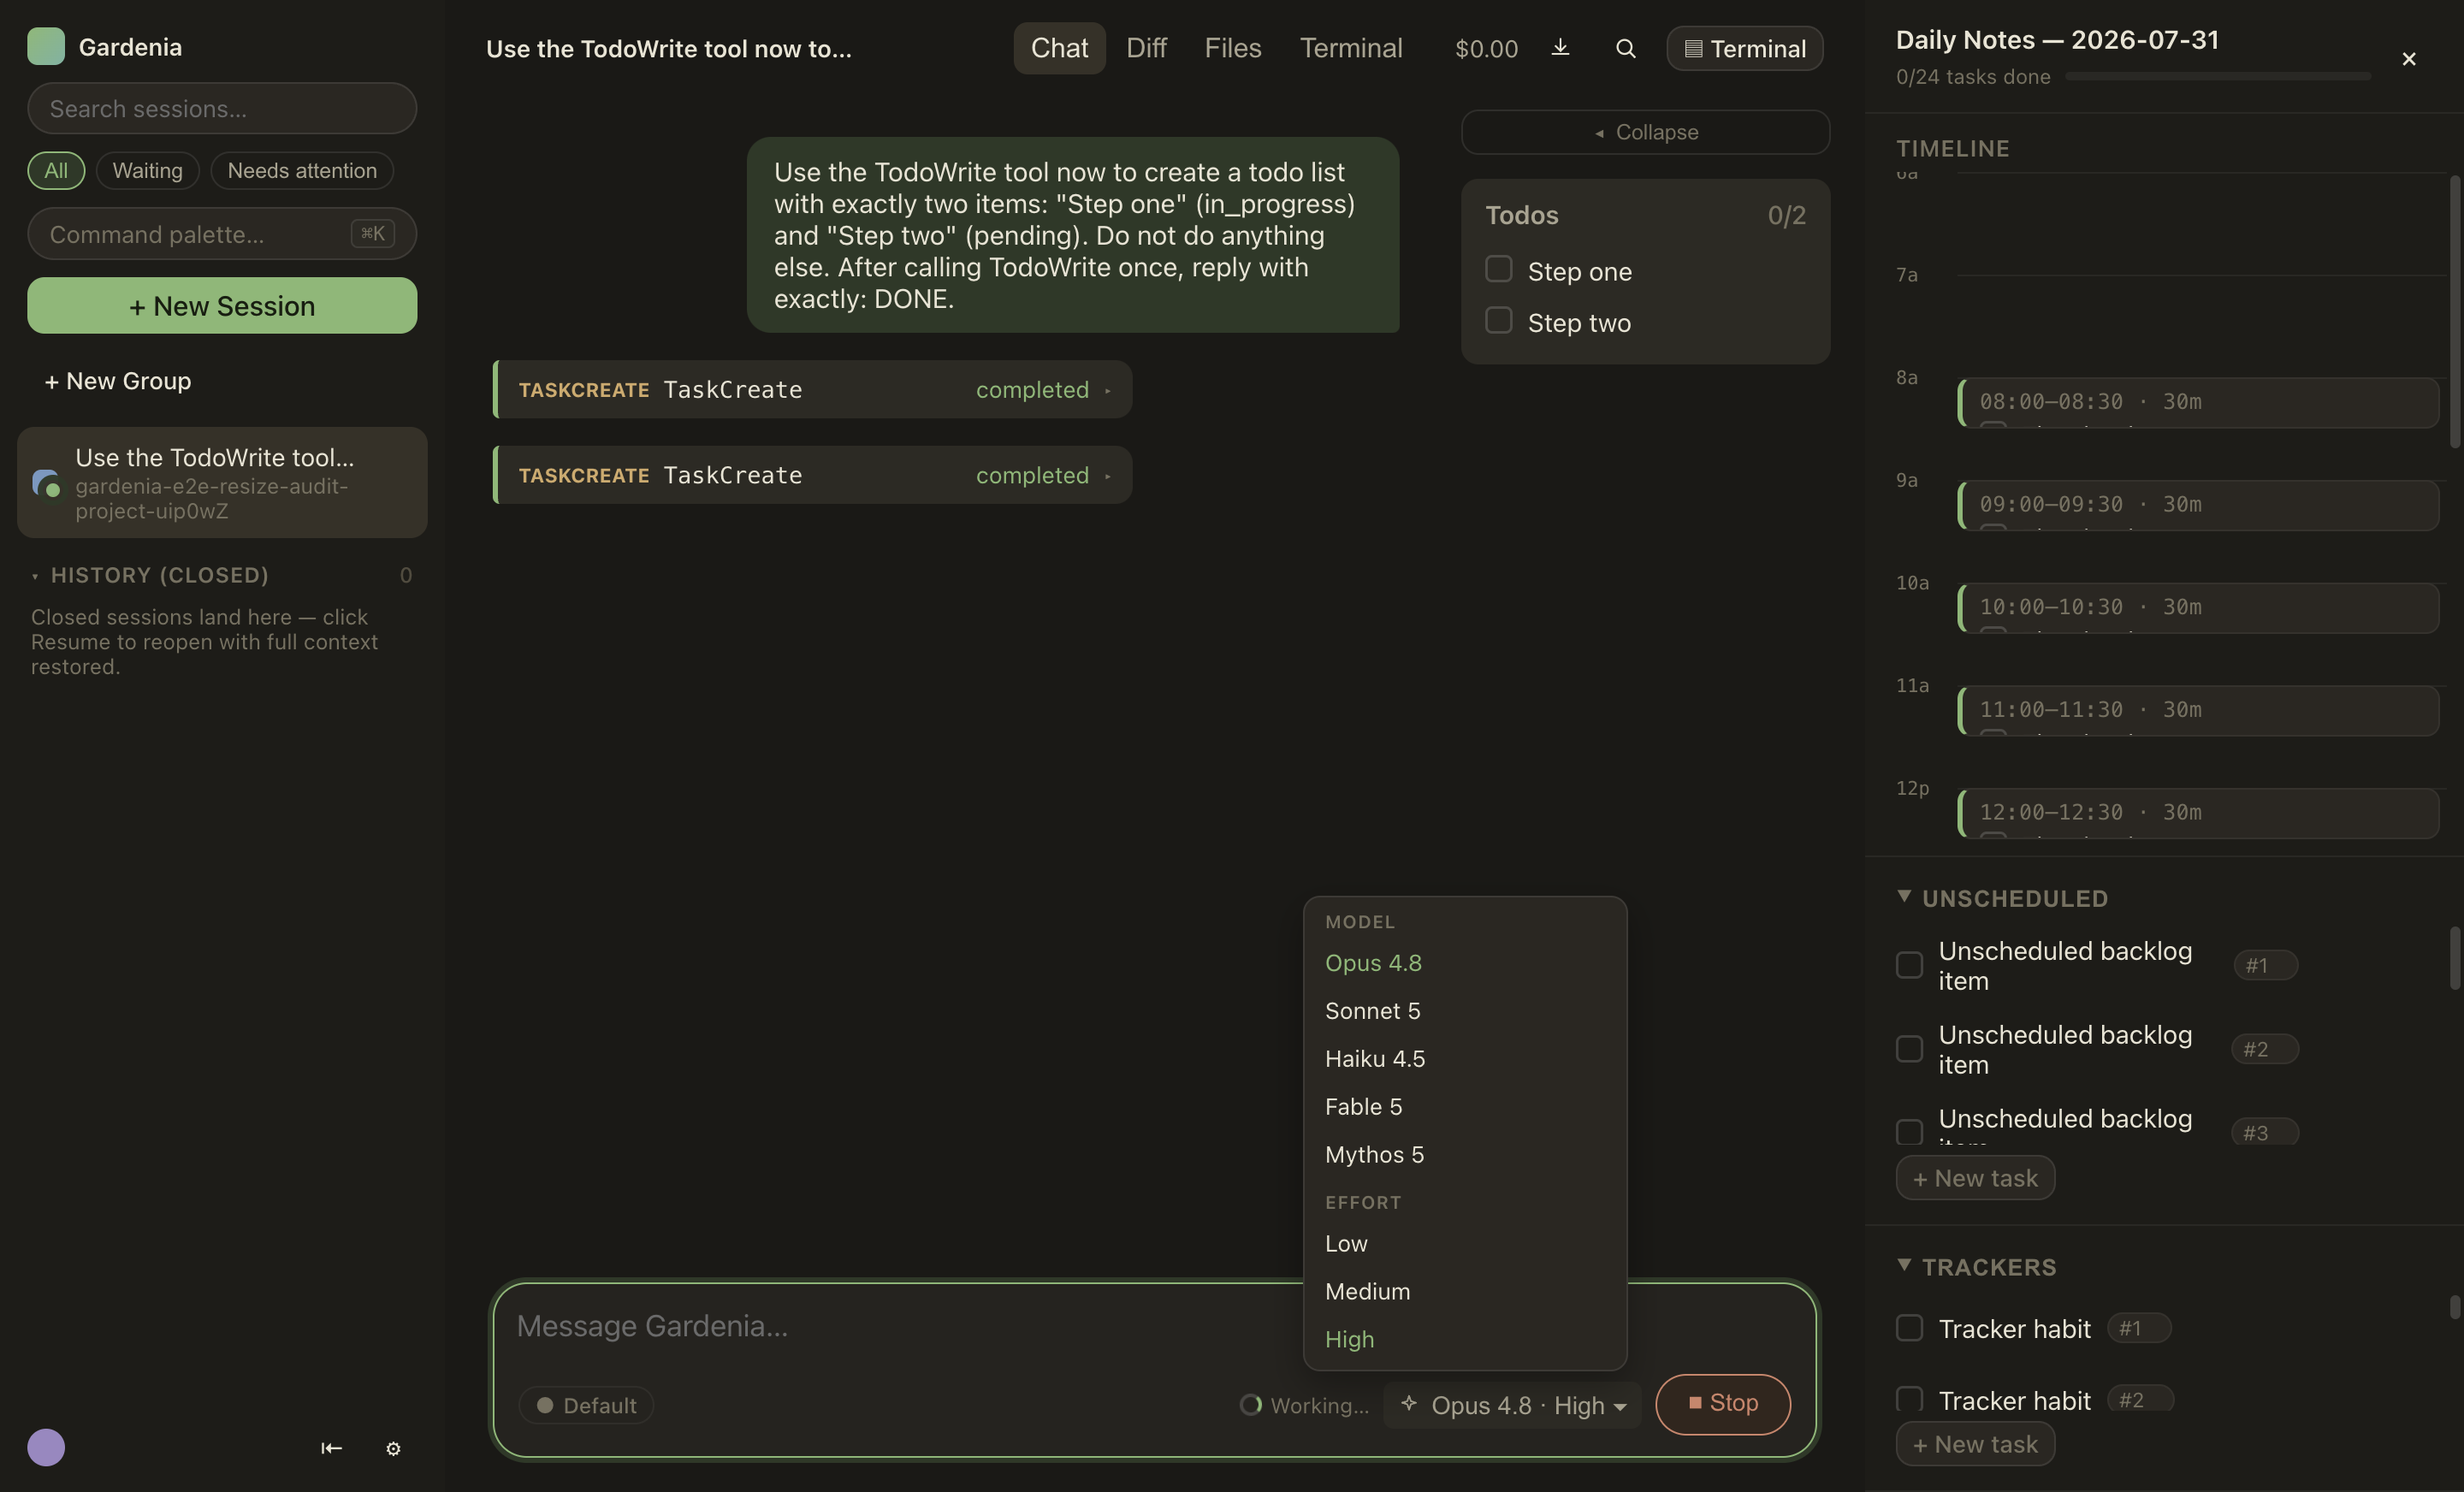 Gardenia
Search sessions...
All
Waiting
Needs attention
Command palette...
⌘K
+ New Session
+ New Group
Use the TodoWrite tool...
gardenia-e2e-resize-audit-
project-uip0wZ
HISTORY (CLOSED)
0
Closed sessions land here — click
Resume to reopen with full context
restored.
Use the TodoWrite tool now to...
Chat
Diff
Files
Terminal
$0.00
Terminal
Use the TodoWrite tool now to create a todo list
with exactly two items: "Step one" (in_progress)
and "Step two" (pending). Do not do anything
else. After calling TodoWrite once, reply with
exactly: DONE.
TASKCREATE TaskCreate completed
TASKCREATE TaskCreate completed
Collapse
Todos
0/2
Step one
Step two
MODEL
Opus 4.8
Sonnet 5
Haiku 4.5
Fable 5
Mythos 5
EFFORT
Low
Medium
High
Message Gardenia...
Default
Working...
Opus 4.8 · High
Stop
Daily Notes — 2026-07-31
0/24 tasks done
TIMELINE
6a
7a
8a
08:00–08:30 · 30m
9a
09:00–09:30 · 30m
10a
10:00–10:30 · 30m
11a
11:00–11:30 · 30m
12p
12:00–12:30 · 30m
UNSCHEDULED
Unscheduled backlog
item
#1
Unscheduled backlog
item
#2
Unscheduled backlog
item
#3
+ New task
TRACKERS
Tracker habit
#1
Tracker habit
#2
+ New task